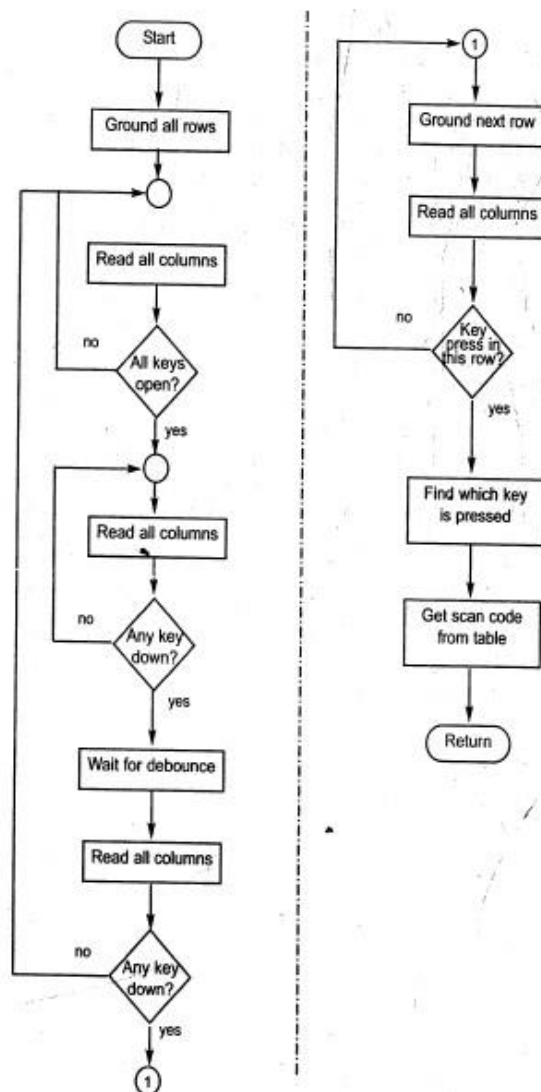 Start
Ground all rows
Read all columns
no
All keys
open?
yes
Read all columns
no
Any key
down?
yes
Wait for debounce
Read all columns
no
Any key
down?
yes
1
1
Ground next row
Read all columns
no
Key
press in
this row?
yes
Find which key
is pressed
Get scan code
from table
Return